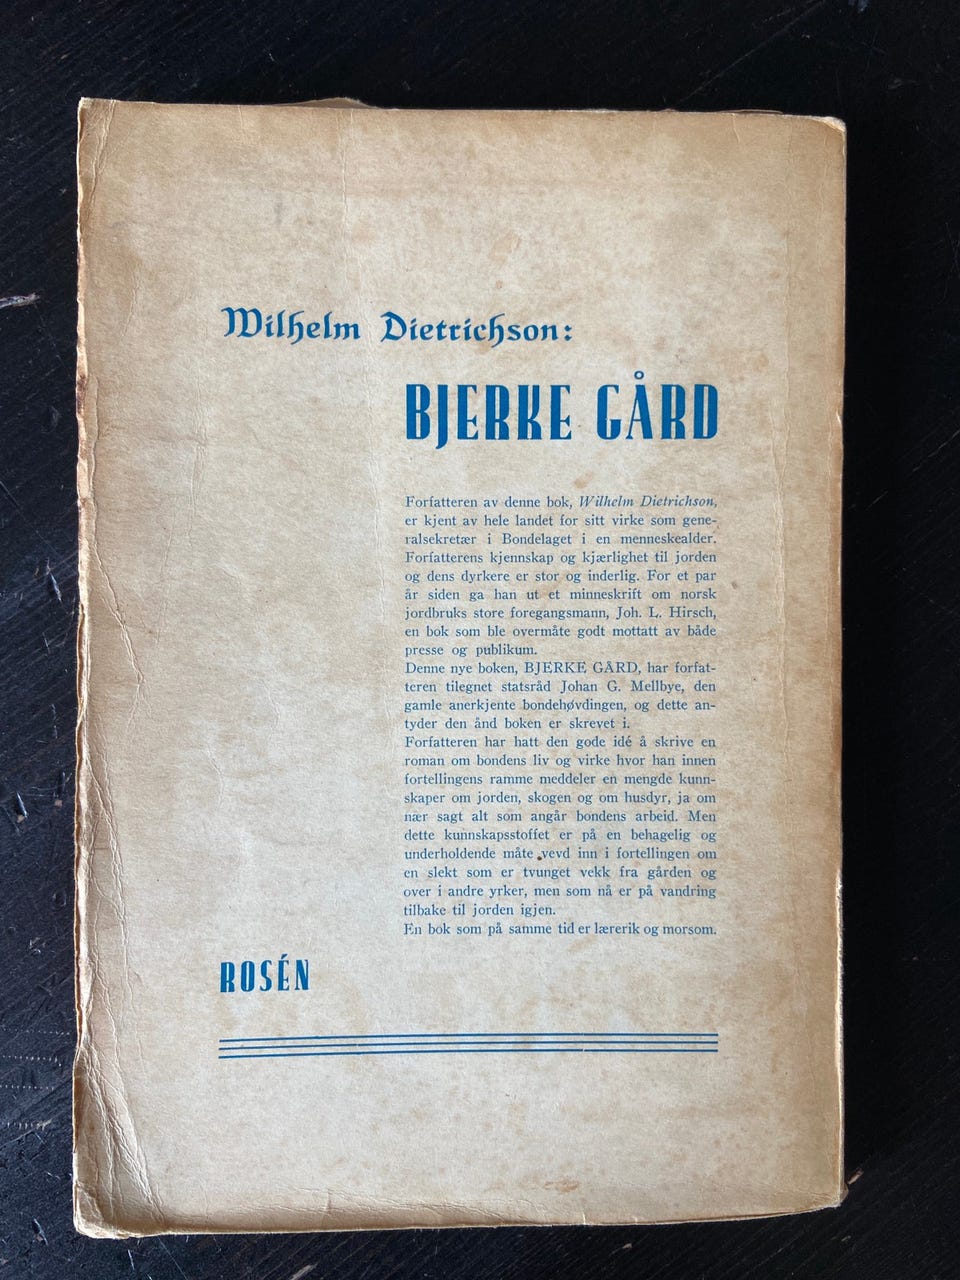 Wilhelm Dietrichson:
BJERKE GÅRD
Forfatteren av denne bok, Wilhelm Dietrichson,
er kjent av hele landet for sitt virke som gene-
ralsekretær i Bondelaget i en menneskealder.
Forfatterens kjennskap og kjærlighet til jorden
og dens dyrkere er stor og inderlig. For et par
år siden ga han ut et minneskrift om norsk
jordbruks store foregangsmann, Joh. L. Hirsch,
en bok som ble overmåte godt mottatt av både
presse og publikum.
Denne nye boken, BJERKE GÅRD, har forfat-
teren tilegnet statsråd Johan G. Mellbye, den
gamle anerkjente bondehøvdingen, og dette an-
tyder den ånd boken er skrevet i.
Forfatteren har hatt den gode idé å skrive en
roman om bondens liv og virke hvor han innen
fortellingens ramme meddeler en mengde kunn-
skaper om jorden, skogen og om husdyr, ja om
nær sagt alt som angår bondens arbeid. Men
dette kunnskapsstoffet er på en behagelig og
underholdende måte vevd inn i fortellingen om
en slekt som er tvunget vekk fra gården og
over i andre yrker, men som nå er på vandring
tilbake til jorden igjen.
En bok som på samme tid er lærerik og morsom.
ROSÉN